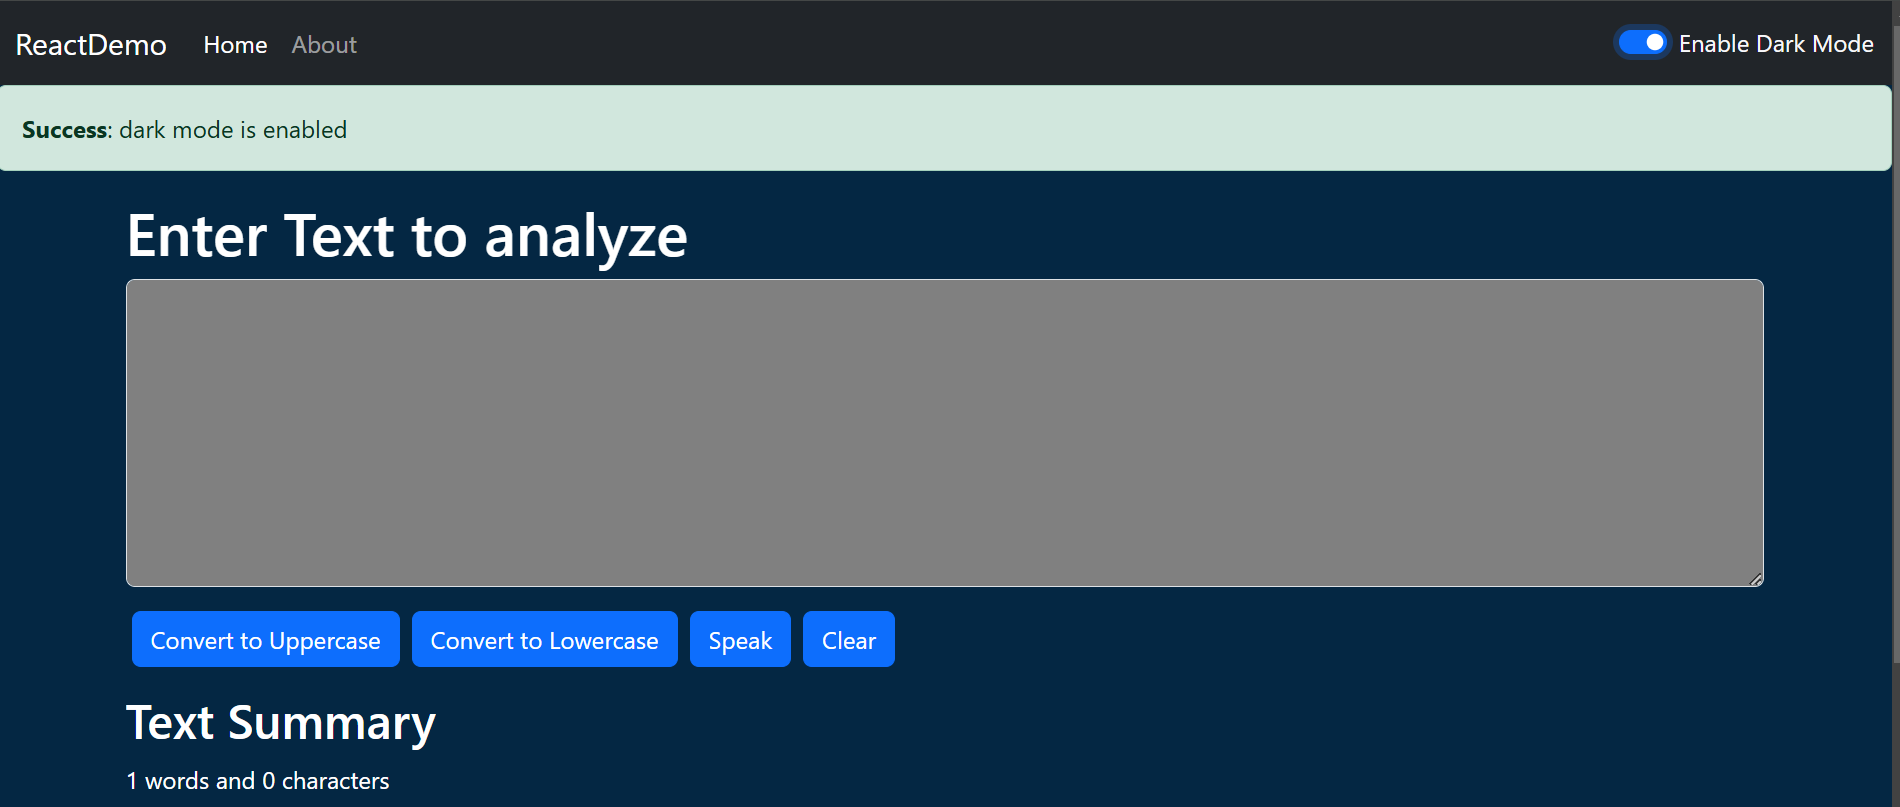 ReactDemo Home About Enable Dark Mode
Success: dark mode is enabled
Enter Text to analyze
Convert to Uppercase Convert to Lowercase Speak Clear
Text Summary
1 words and 0 characters